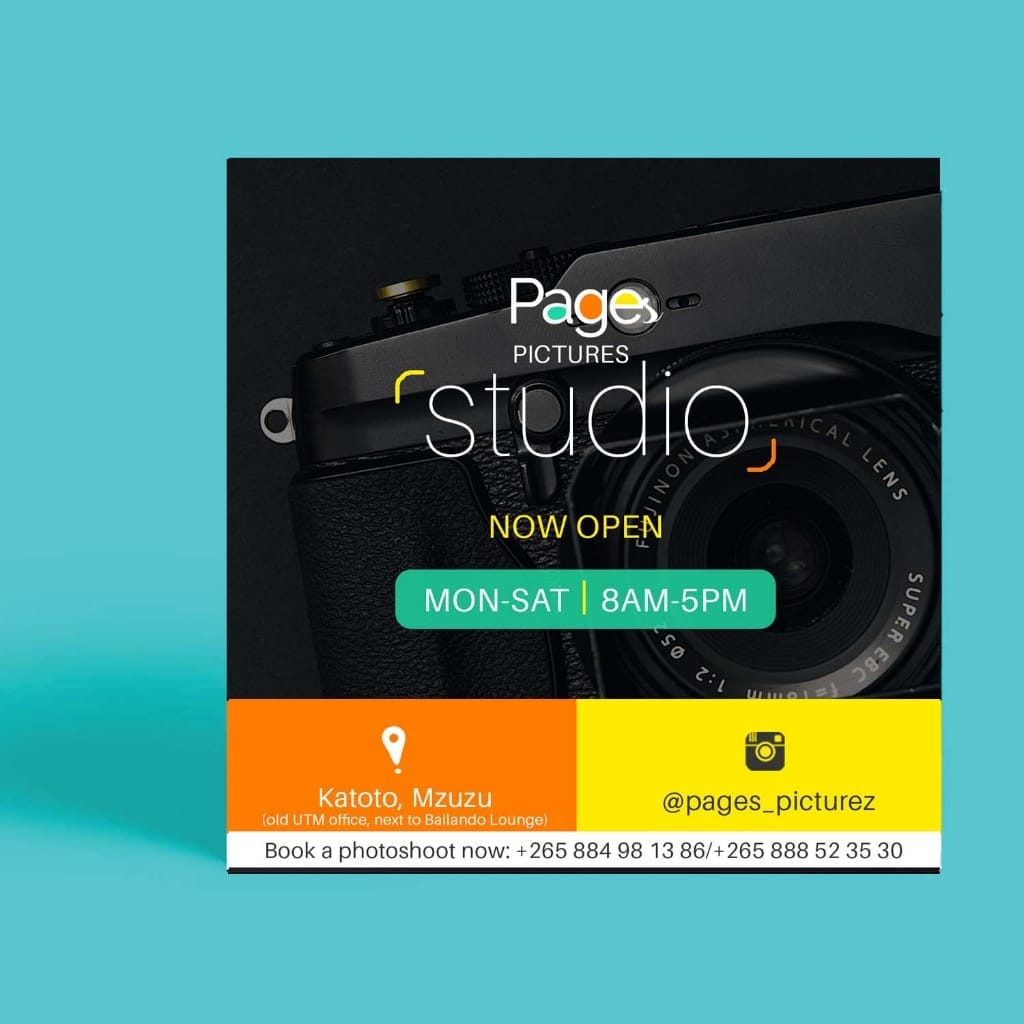 Pages
PICTURES
studio
NOW OPEN
MON-SAT | 8AM-5PM
FUJINON ASPHERICAL LENS
SUPER EBC f=18mm 1:2 Ø52
Katoto, Mzuzu
(old UTM office, next to Bailando Lounge)
@pages_picturez
Book a photoshoot now: +265 884 98 13 86/+265 888 52 35 30